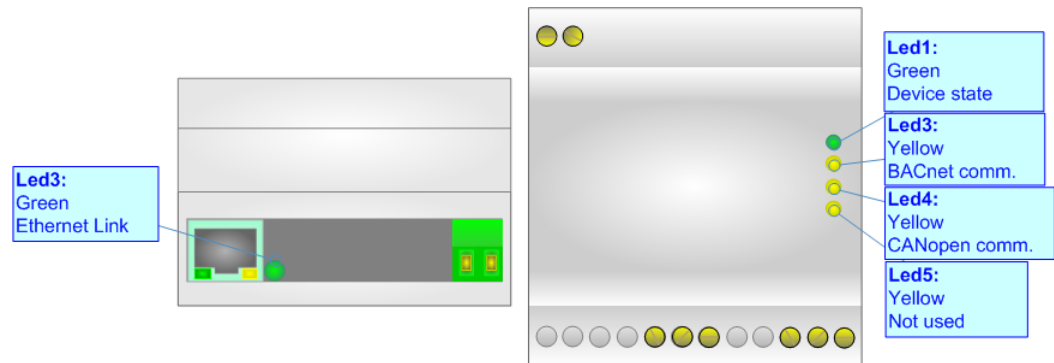 Led3:
Green
Ethernet Link
Led1:
Green
Device state
Led3:
Yellow
BACnet comm.
Led4:
Yellow
CANopen comm.
Led5:
Yellow
Not used